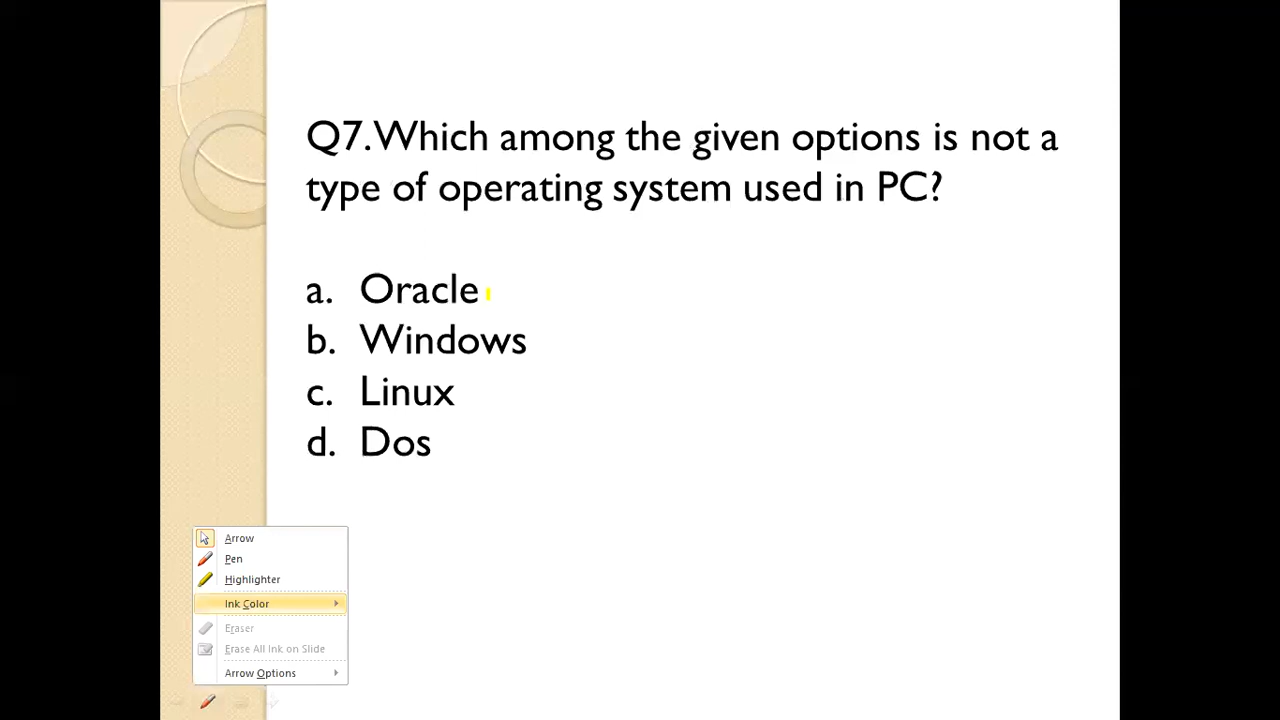 Q7.Which among the given options is not a
type of operating system used in PC?
a. Oracle
b. Windows
c. Linux
d. Dos
Arrow
Pen
Highlighter
Ink Color
Eraser
Erase All Ink on Slide
Arrow Options